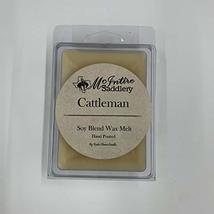 McIntire
Saddlery
Cattleman
Soy Blend Wax Melt
Hand Poured